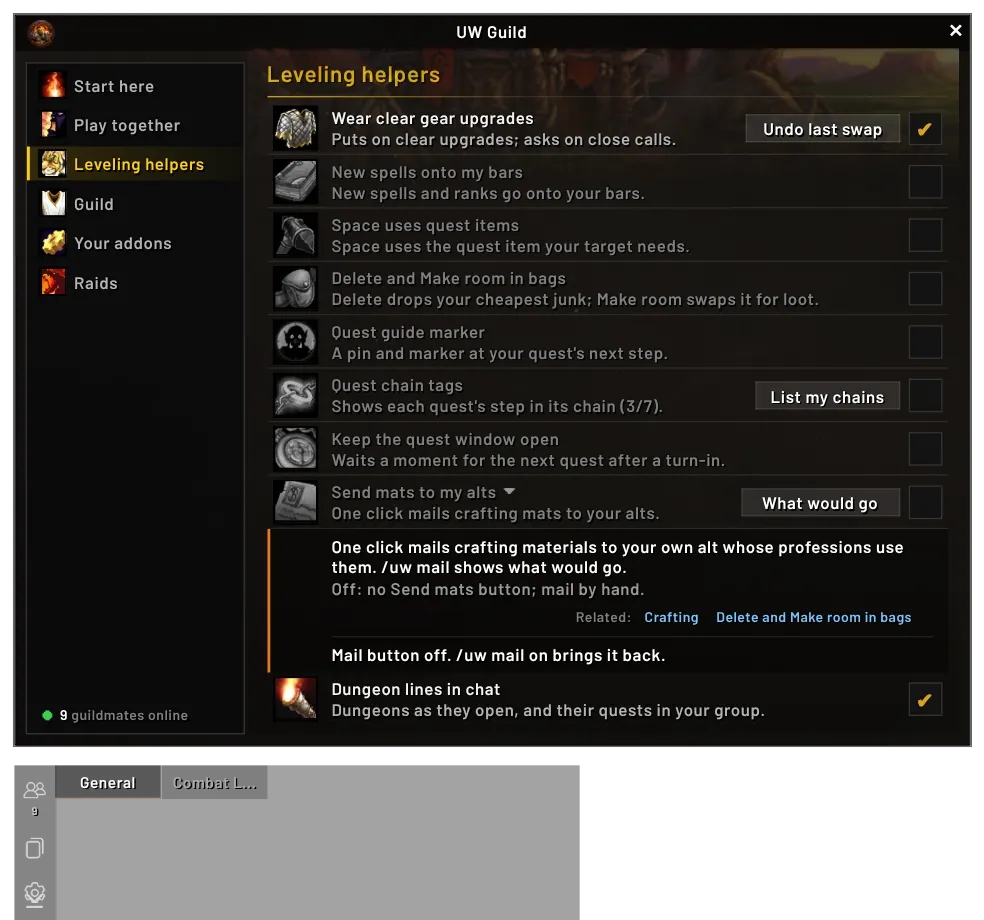 UW Guild
Start here
Play together
Leveling helpers
Guild
Your addons
Raids
9 guildmates online
Leveling helpers
Wear clear gear upgrades
Puts on clear upgrades; asks on close calls.
Undo last swap
New spells onto my bars
New spells and ranks go onto your bars.
Space uses quest items
Space uses the quest item your target needs.
Delete and Make room in bags
Delete drops your cheapest junk; Make room swaps it for loot.
Quest guide marker
A pin and marker at your quest's next step.
Quest chain tags
Shows each quest's step in its chain (3/7).
List my chains
Keep the quest window open
Waits a moment for the next quest after a turn-in.
Send mats to my alts
One click mails crafting mats to your alts.
What would go
One click mails crafting materials to your own alt whose professions use
them. /uw mail shows what would go.
Off: no Send mats button; mail by hand.
Related: Crafting Delete and Make room in bags
Mail button off. /uw mail on brings it back.
Dungeon lines in chat
Dungeons as they open, and their quests in your group.
General
Combat L...
9